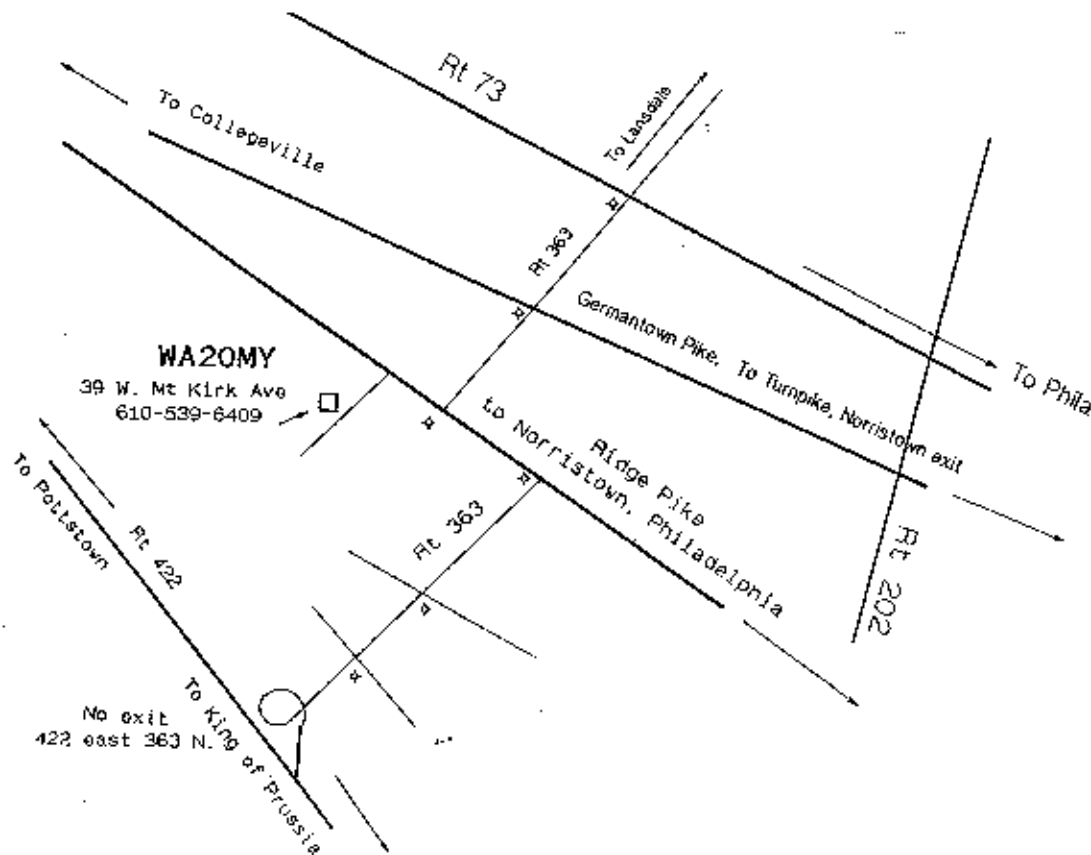 Rt 73
To Lansdale
To Collegeville
Rt 363
Germantown Pike, To Turnpike, Norristown exit
To Phila
WA2OMY
39 W. Mt Kirk Ave
610-539-6409
Ridge Pike
to Norristown, Philadelphia
Rt 202
Rt 363
To Pottstown
Rt 422
To King of Prussia
No exit
422 east 363 N.